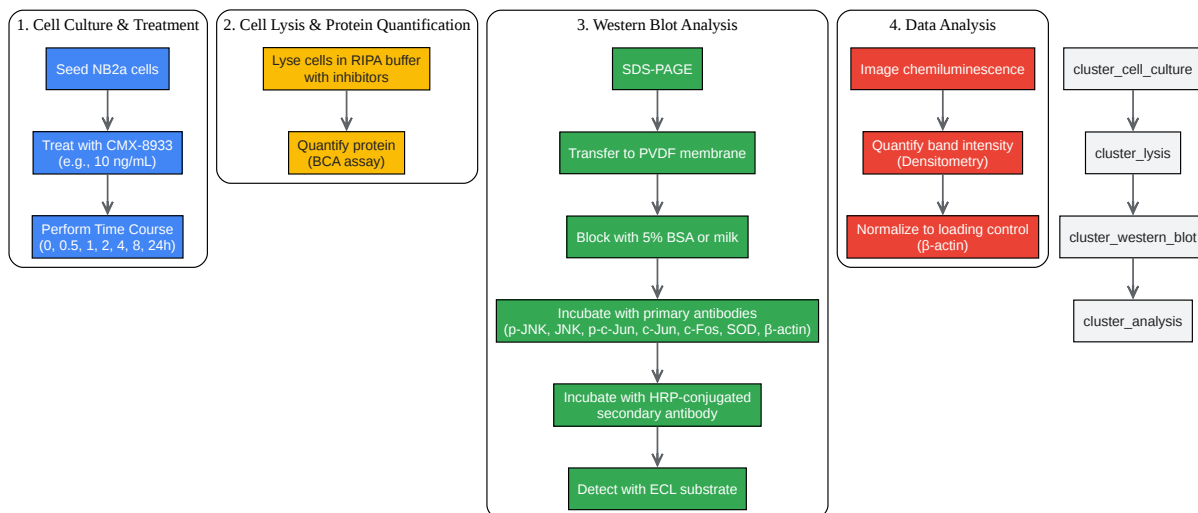 1. Cell Culture & Treatment
Seed NB2a cells
Treat with CMX-8933
(e.g., 10 ng/mL)
Perform Time Course
(0, 0.5, 1, 2, 4, 8, 24h)
2. Cell Lysis & Protein Quantification
Lyse cells in RIPA buffer
with inhibitors
Quantify protein
(BCA assay)
3. Western Blot Analysis
SDS-PAGE
Transfer to PVDF membrane
Block with 5% BSA or milk
Incubate with primary antibodies
(p-JNK, JNK, p-c-Jun, c-Jun, c-Fos, SOD, β-actin)
Incubate with HRP-conjugated
secondary antibody
Detect with ECL substrate
4. Data Analysis
Image chemiluminescence
Quantify band intensity
(Densitometry)
Normalize to loading control
(β-actin)
cluster_cell_culture
cluster_lysis
cluster_western_blot
cluster_analysis